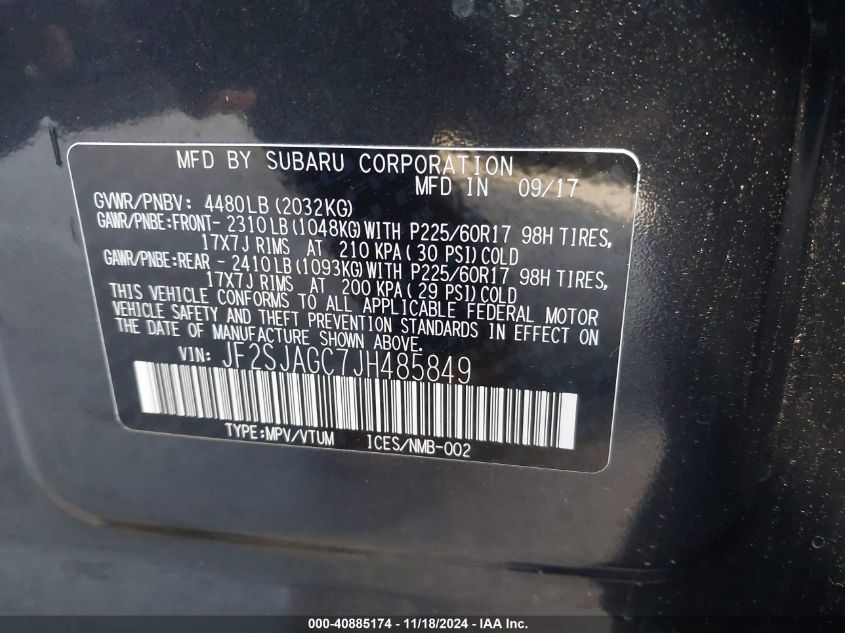 MFD BY SUBARU CORPORATION
MFD IN 09/17
GVWR/PNBV: 4480LB(2032KG)
GAWR/PNBE:FRONT- 2310LB(1048KG)WITH P225/60R17 98H TIRES,
17X7J RIMS AT 210 KPA( 30 PSI)COLD
GAWR/PNBE:REAR - 2410LB(1093KG)WITH P225/60R17 98H TIRES,
17X7J RIMS AT 200 KPA( 29 PSI)COLD
THIS VEHICLE CONFORMS TO ALL APPLICABLE FEDERAL MOTOR
VEHICLE SAFETY AND THEFT PREVENTION STANDARDS IN EFFECT ON
THE DATE OF MANUFACTURE SHOWN ABOVE.
VIN: JF2SJAGC7JH485849
TYPE:MPV/VTUM ICES/NMB-002
000-40885174 - 11/18/2024 - IAA Inc.